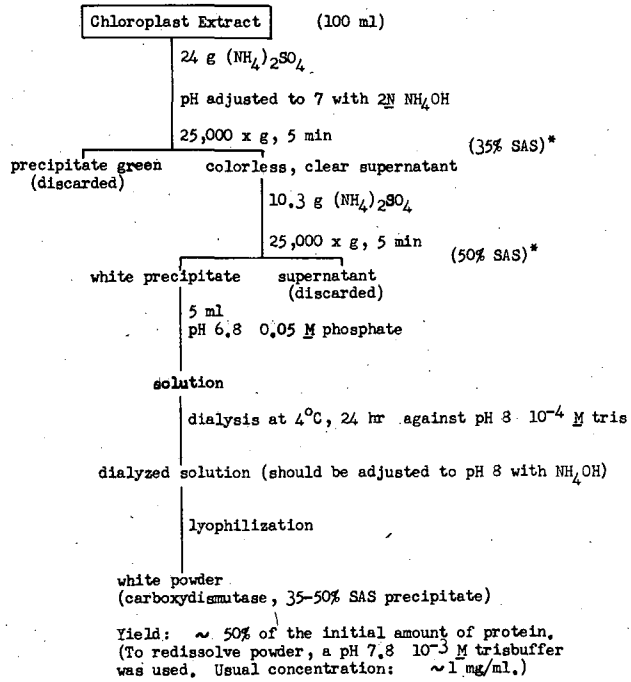 Chloroplast Extract (100 ml)
24 g (NH4)2SO4
pH adjusted to 7 with 2N NH4OH
25,000 x g, 5 min
(35% SAS)*
precipitate green colorless, clear supernatant
(discarded)
10.3 g (NH4)2SO4
25,000 x g, 5 min
(50% SAS)*
white precipitate supernatant
(discarded)
5 ml
pH 6.8 0.05 M phosphate
solution
dialysis at 4°C, 24 hr against pH 8 10-4 M tris
dialyzed solution (should be adjusted to pH 8 with NH4OH)
lyophilization
white powder
(carboxydismutase, 35-50% SAS precipitate)
Yield: ~ 50% of the initial amount of protein.
(To redissolve powder, a pH 7.8 10-3 M trisbuffer
was used. Usual concentration: ~1 mg/ml.)